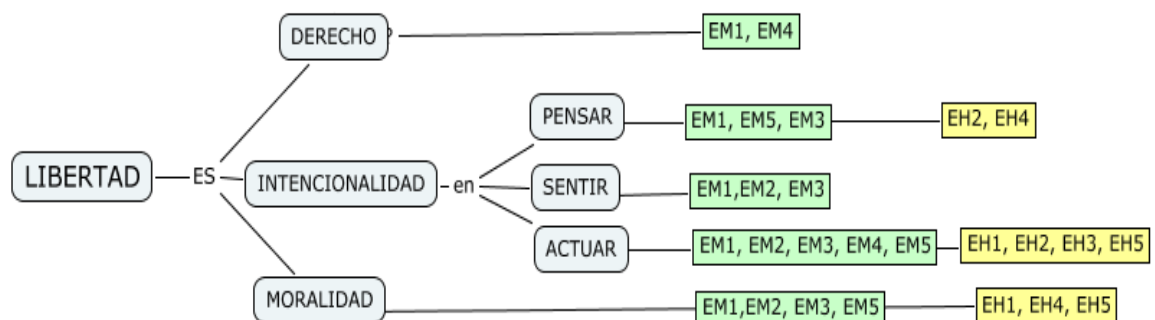 DERECHO
EM1, EM4
PENSAR
EM1, EM5, EM3
EH2, EH4
LIBERTAD
ES
INTENCIONALIDAD
en
SENTIR
EM1,EM2, EM3
ACTUAR
EM1, EM2, EM3, EM4, EM5
EH1, EH2, EH3, EH5
MORALIDAD
EM1,EM2, EM3, EM5
EH1, EH4, EH5